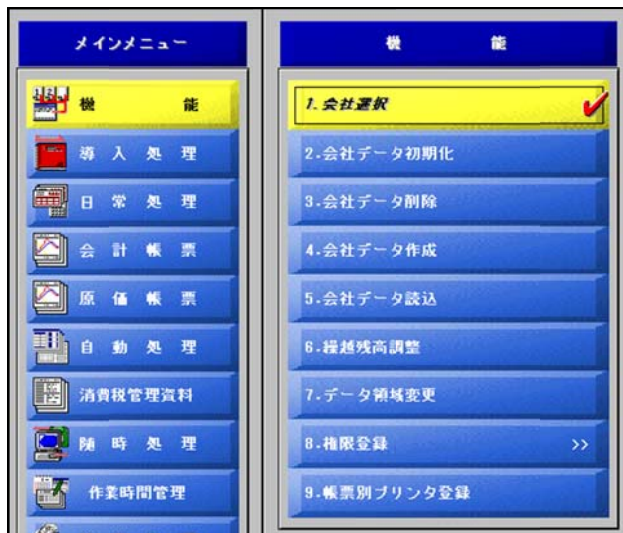 メインメニュー
機 能
導 入 処 理
日 常 処 理
会 計 帳 票
原 価 帳 票
自 動 処 理
消費税管理資料
随 時 処 理
作業時間管理
機 能
1.会社選択
2.会社データ初期化
3.会社データ削除
4.会社データ作成
5.会社データ読込
6.繰越残高調整
7.データ領域変更
8.権限登録 >>
9.帳票別プリンタ登録